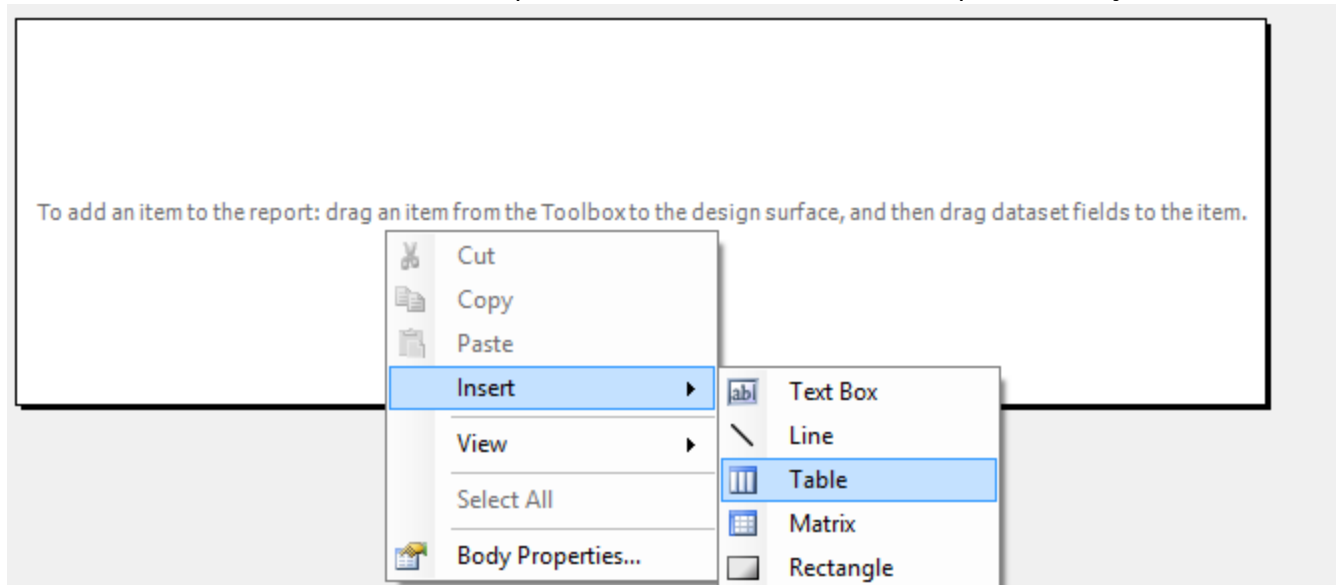 To add an item to the report: drag an item from the Toolbox to the design surface, and then drag dataset fields to the item.
Cut
Copy
Paste
Insert
View
Select All
Body Properties...
abl
Text Box
Line
Table
Matrix
Rectangle